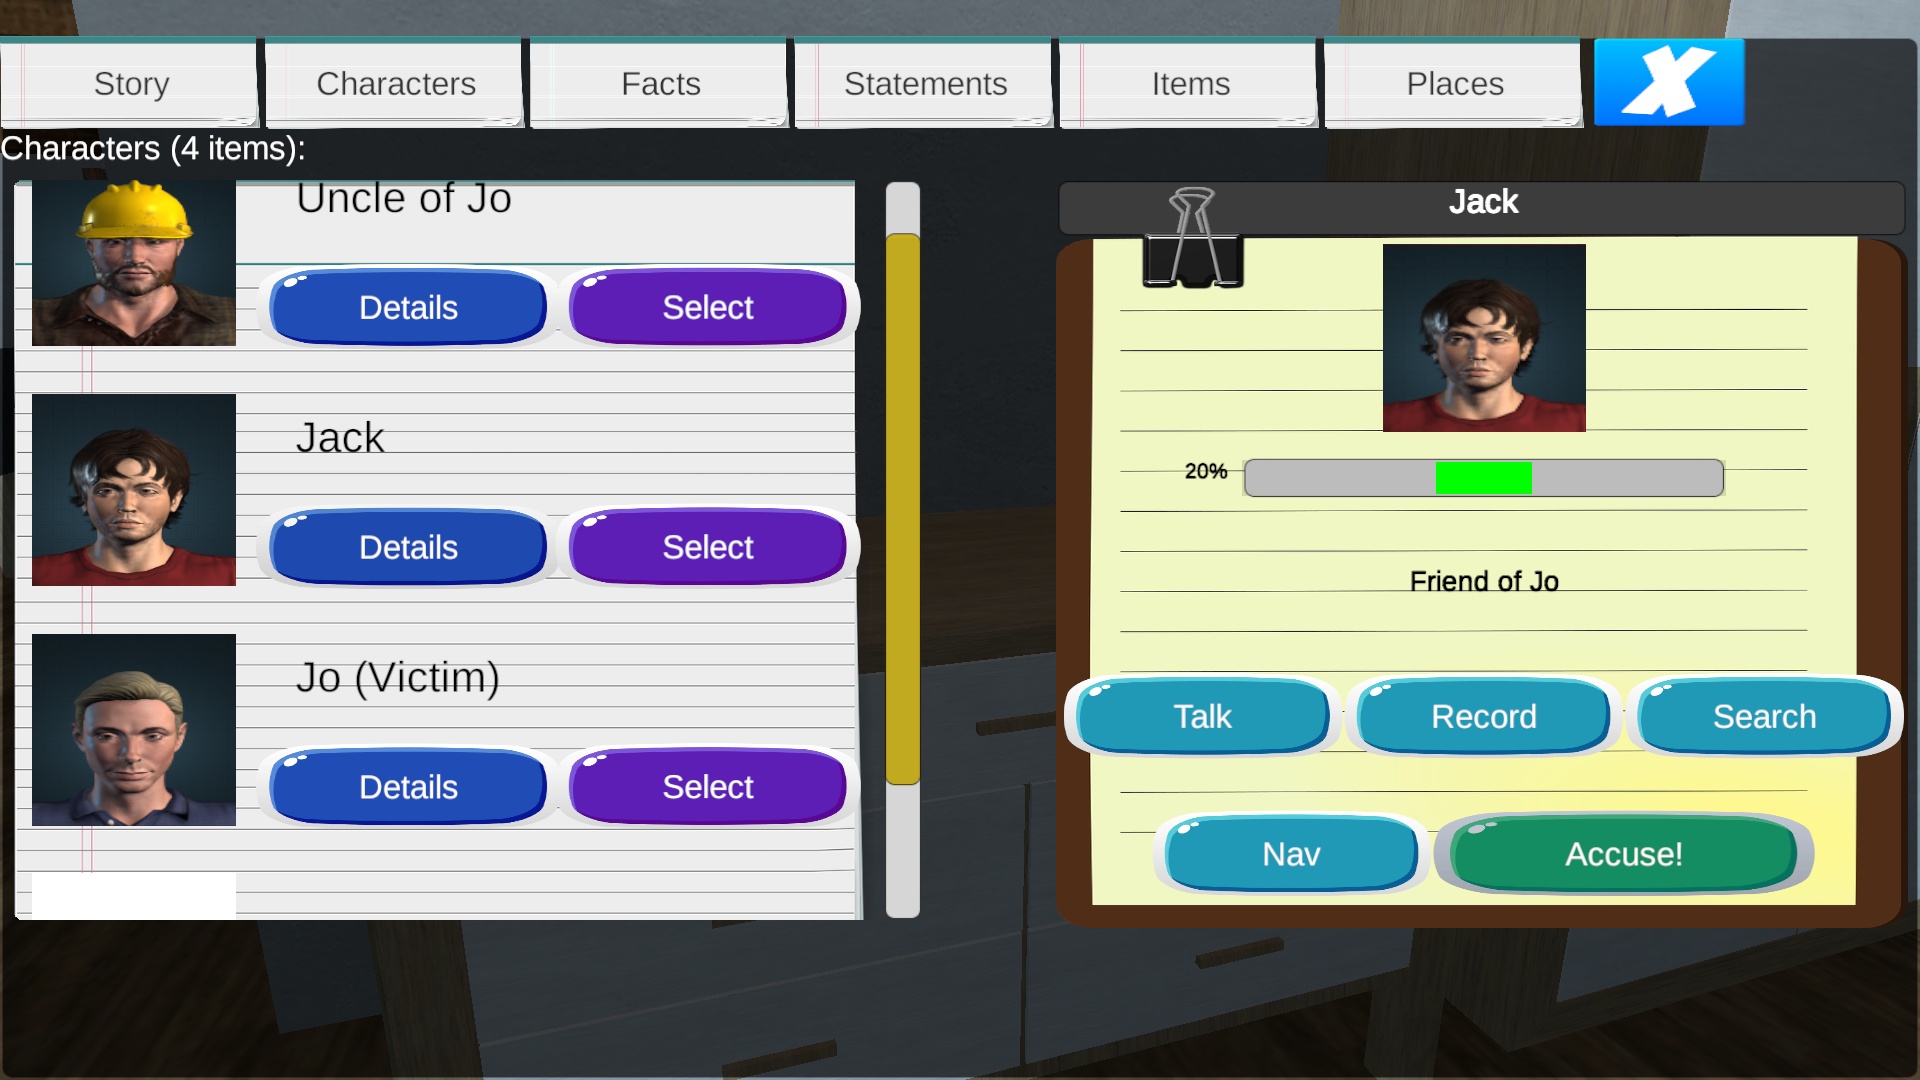 Story
Characters
Facts
Statements
Items
Places
X
Characters (4 items):
Uncle of Jo
Details
Select
Jack
Details
Select
Jo (Victim)
Details
Select
Jack
20%
Friend of Jo
Talk
Record
Search
Nav
Accuse!